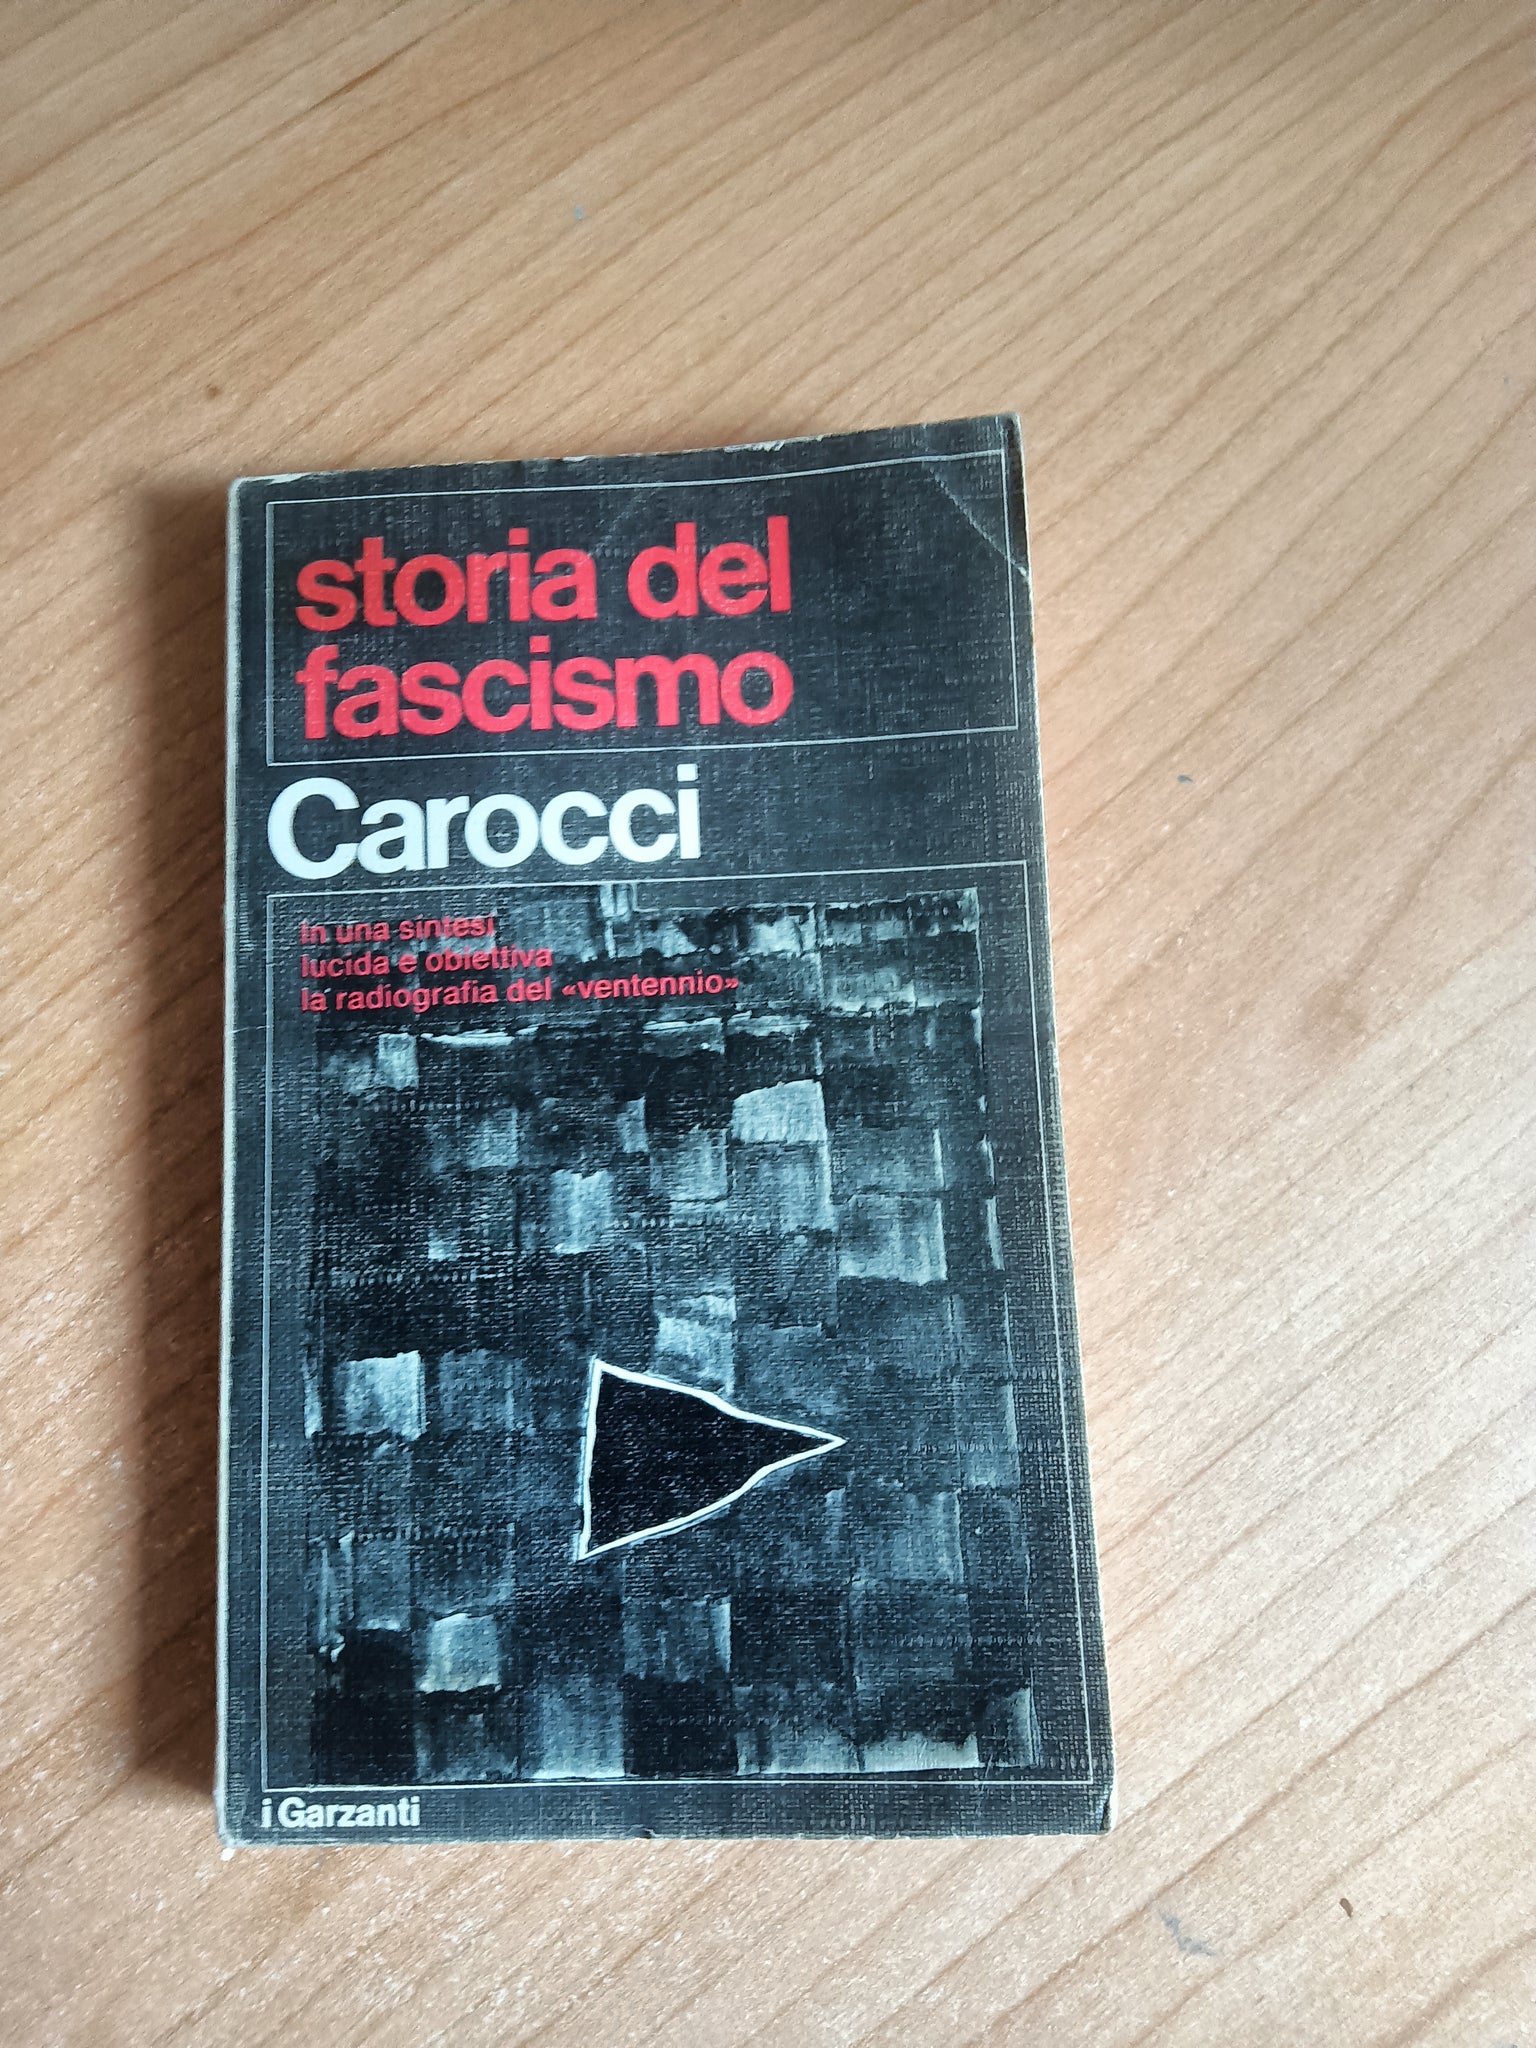 storia del
fascismo
Carocci
In una sintesi
lucida e obiettiva
la radiografia del «ventennio»
i Garzanti